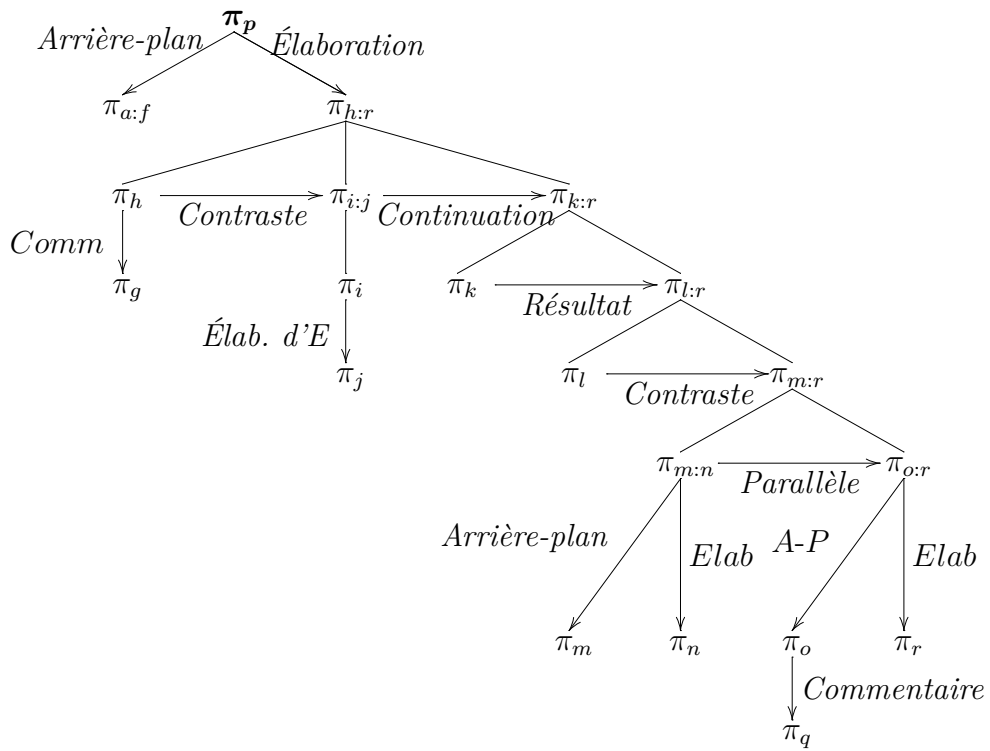 π_p
Arrière-plan Élaboration
π_{a:f} π_{h:r}
π_h π_{i:j} π_{k:r}
Contraste Continuation
Comm
π_g π_i π_k π_{l:r}
Résultat
Élab. d'E
π_j π_l π_{m:r}
Contraste
π_{m:n} π_{o:r}
Parallèle
Arrière-plan Elab A-P Elab
π_m π_n π_o π_r
Commentaire
π_q